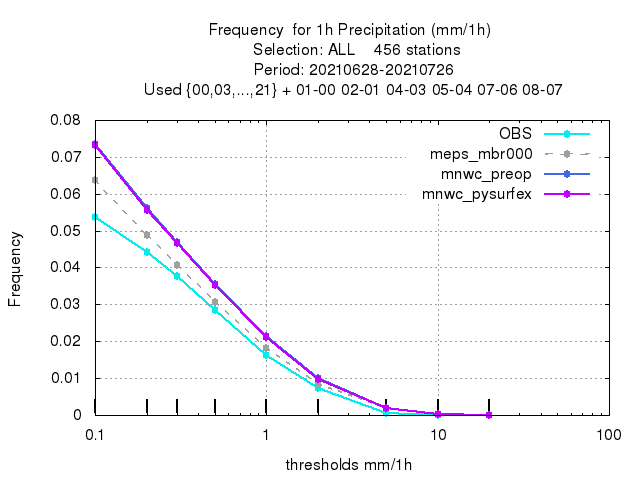 Frequency  for 1h Precipitation (mm/1h)
Selection: ALL    456 stations
Period: 20210628-20210726
Used {00,03,...,21} + 01-00 02-01 04-03 05-04 07-06 08-07
OBS
meps_mbr000
mnwc_preop
mnwc_pysurfex
Frequency
0.08
0.07
0.06
0.05
0.04
0.03
0.02
0.01
0
0.1
1
10
100
thresholds mm/1h